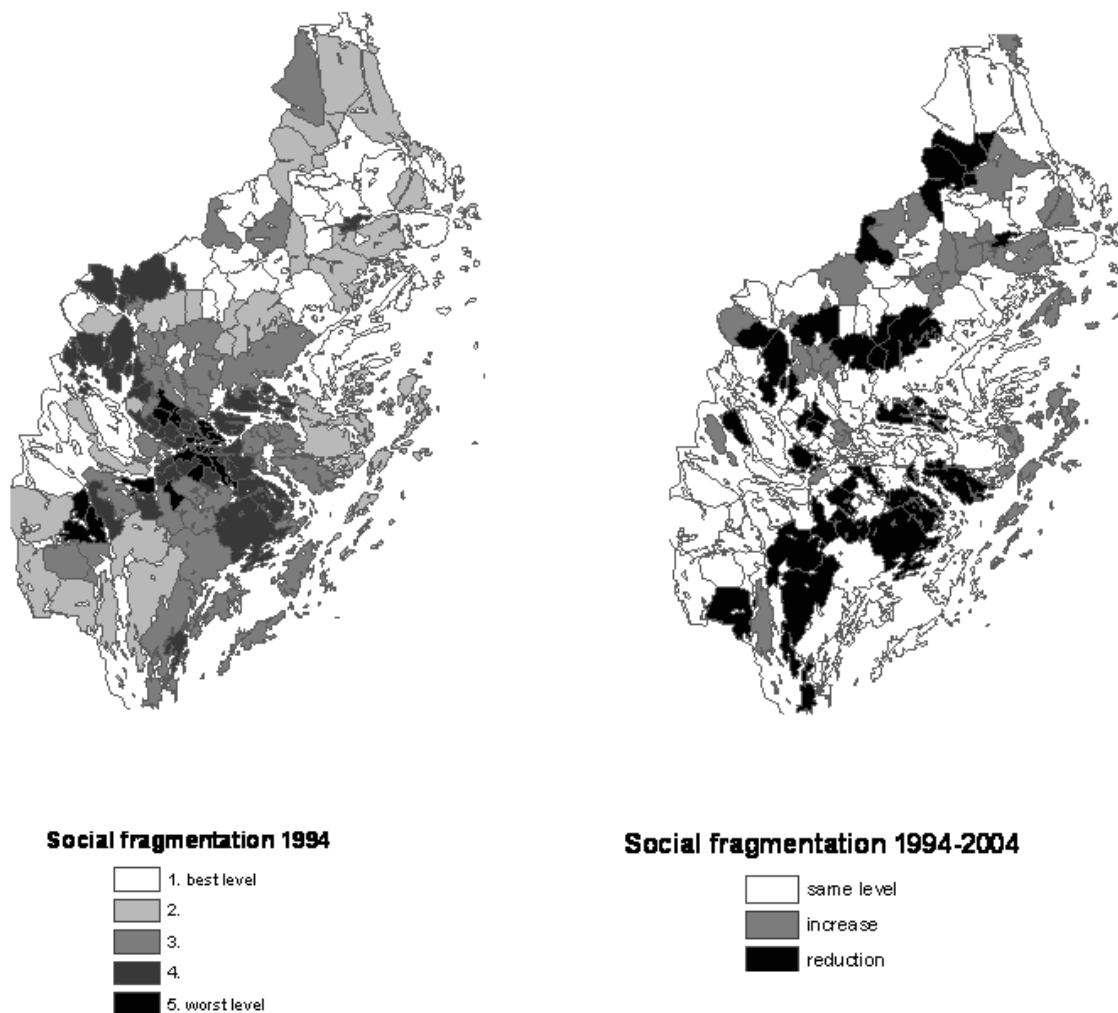 Social fragmentation 1994
1. best level
2.
3.
4.
5. worst level
Social fragmentation 1994-2004
same level
increase
reduction